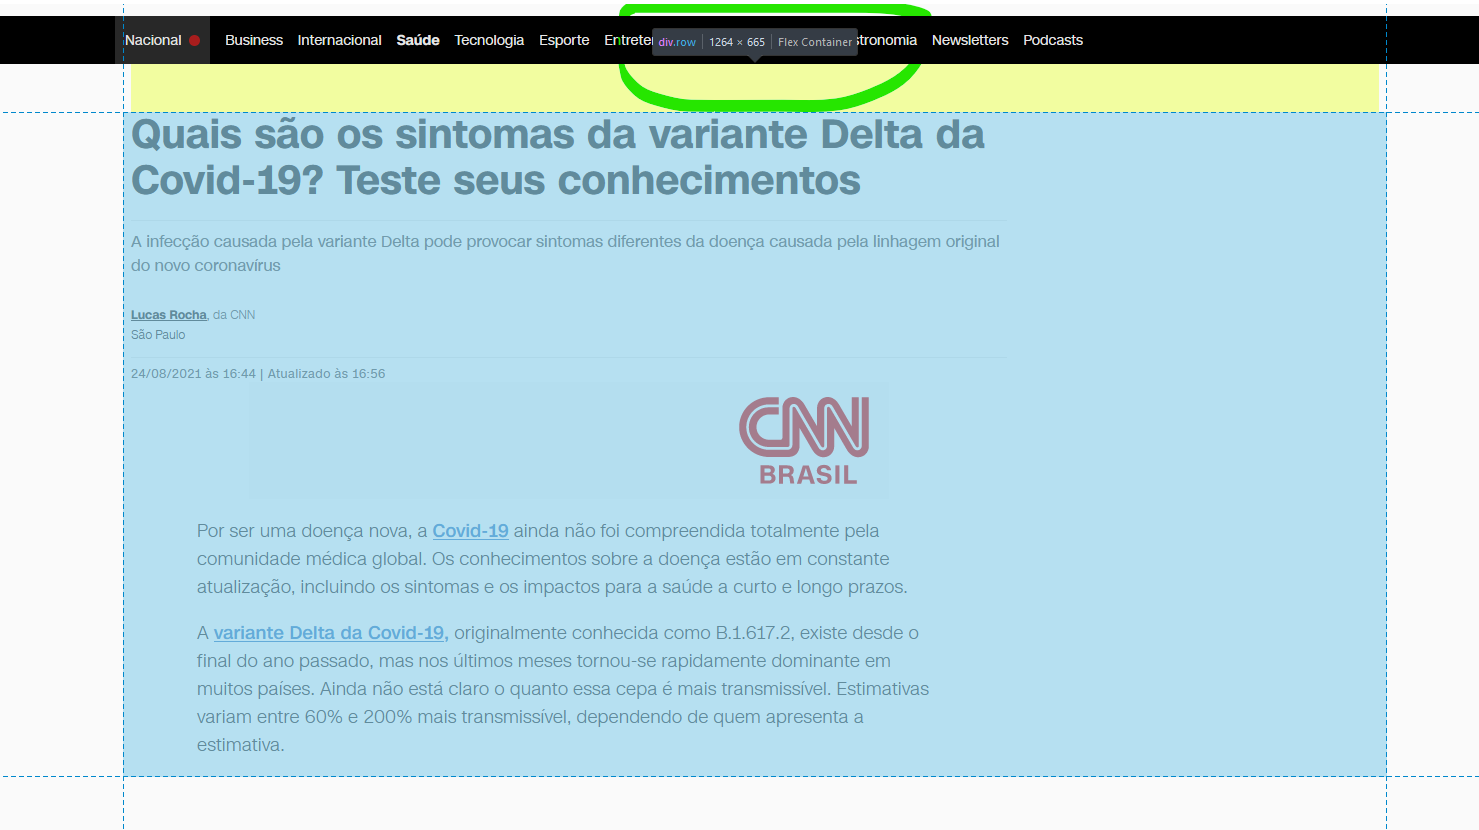 Nacional Business Internacional Saúde Tecnologia Esporte div.row 1264 × 665 Flex Container Newsletters Podcasts
Quais são os sintomas da variante Delta da
Covid-19? Teste seus conhecimentos
A infecção causada pela variante Delta pode provocar sintomas diferentes da doença causada pela linhagem original
do novo coronavírus
Lucas Rocha, da CNN
São Paulo
24/08/2021 às 16:44 | Atualizado às 16:56
CNN
BRASIL
Por ser uma doença nova, a Covid-19 ainda não foi compreendida totalmente pela
comunidade médica global. Os conhecimentos sobre a doença estão em constante
atualização, incluindo os sintomas e os impactos para a saúde a curto e longo prazos.
A variante Delta da Covid-19, originalmente conhecida como B.1.617.2, existe desde o
final do ano passado, mas nos últimos meses tornou-se rapidamente dominante em
muitos países. Ainda não está claro o quanto essa cepa é mais transmissível. Estimativas
variam entre 60% e 200% mais transmissível, dependendo de quem apresenta a
estimativa.